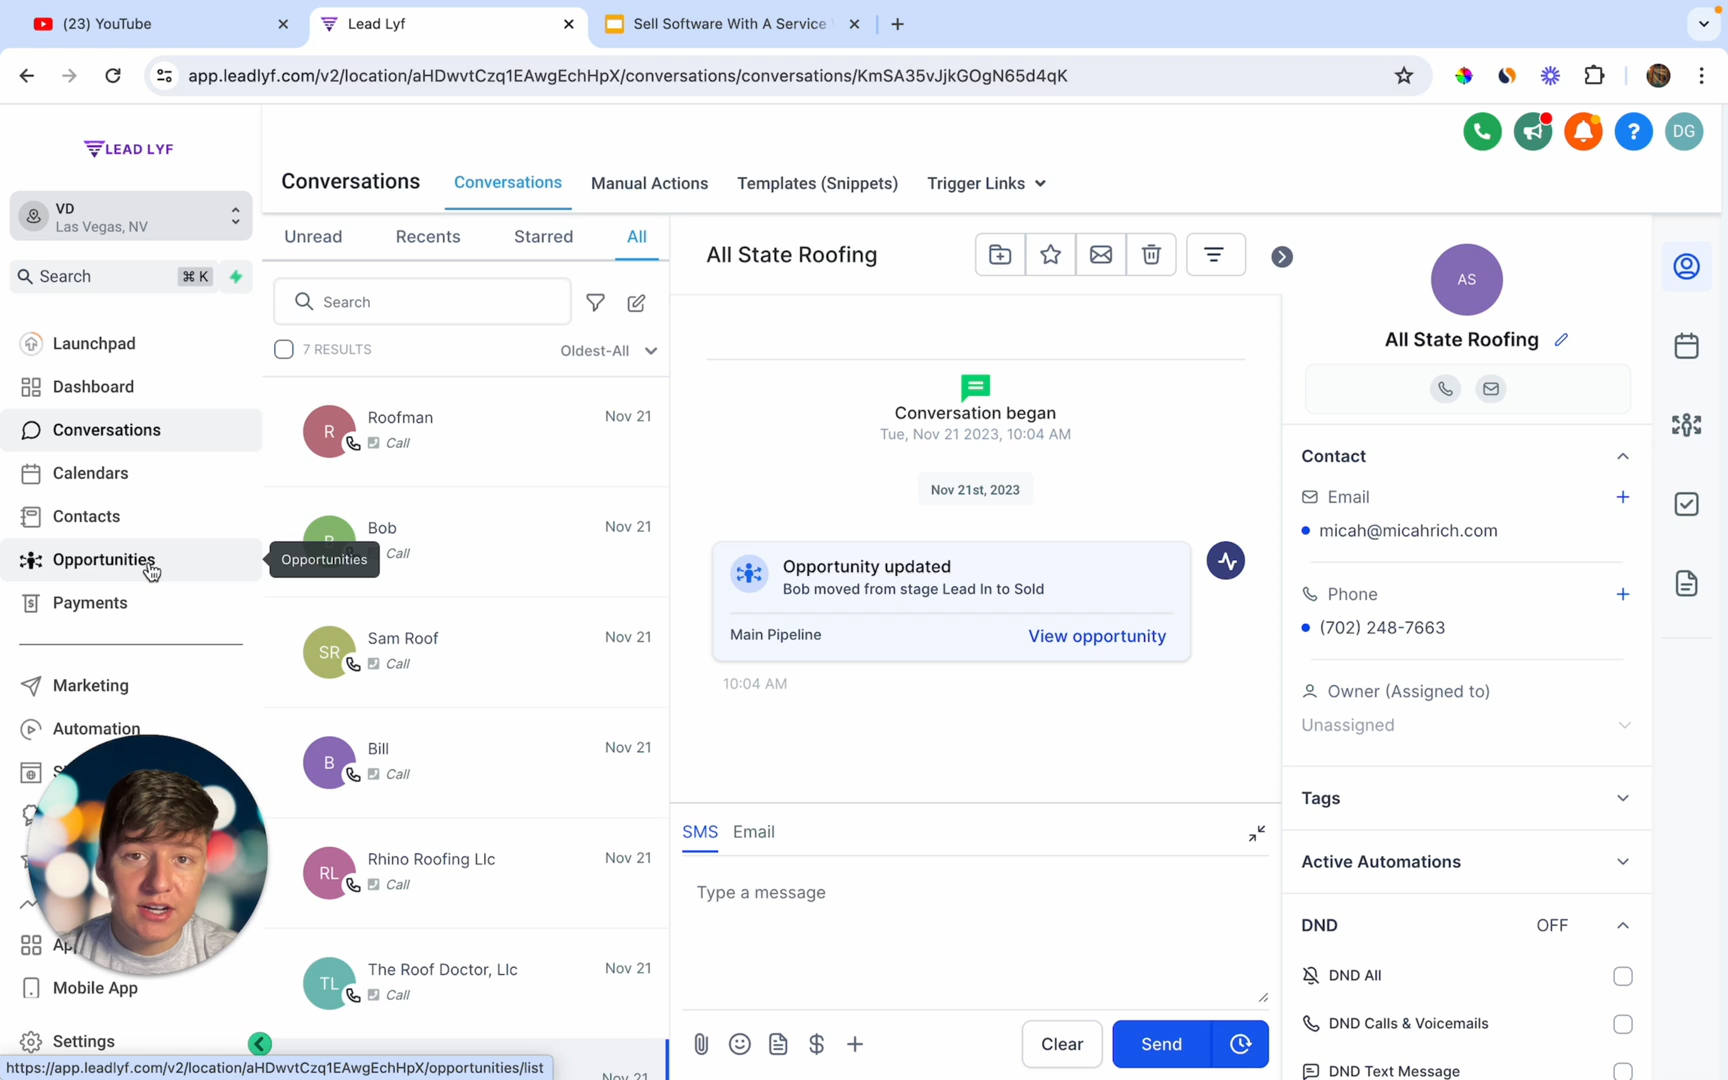 (23) YouTube
Lead Lyf
Sell Software With A Service
app.leadlyf.com/v2/location/aHDwvtCzq1EAwgEchHpX/conversations/conversations/KmSA35vJjkGOgN65d4qK
LEAD LYF
VD
Las Vegas, NV
Search
⌘ K
Launchpad
Dashboard
Conversations
Calendars
Contacts
Opportunities
Payments
Marketing
Automation
Mobile App
Settings
https://app.leadlyf.com/v2/location/aHDwvtCzq1EAwgEchHpX/opportunities/list
Opportunities
Conversations
Conversations
Manual Actions
Templates (Snippets)
Trigger Links
?
DG
Unread
Recents
Starred
All
Search
7 RESULTS
Oldest-All
R
Roofman
Nov 21
Call
Bob
Nov 21
Call
SR
Sam Roof
Nov 21
Call
B
Bill
Nov 21
Call
RL
Rhino Roofing Llc
Nov 21
Call
TL
The Roof Doctor, Llc
Nov 21
Call
Nov 21
All State Roofing
Conversation began
Tue, Nov 21 2023, 10:04 AM
Nov 21st, 2023
Opportunity updated
Bob moved from stage Lead In to Sold
Main Pipeline
View opportunity
10:04 AM
SMS
Email
Type a message
Clear
Send
AS
All State Roofing
Contact
Email
micah@micahrich.com
Phone
(702) 248-7663
Owner (Assigned to)
Unassigned
Tags
Active Automations
DND
OFF
DND All
DND Calls & Voicemails
DND Text Message